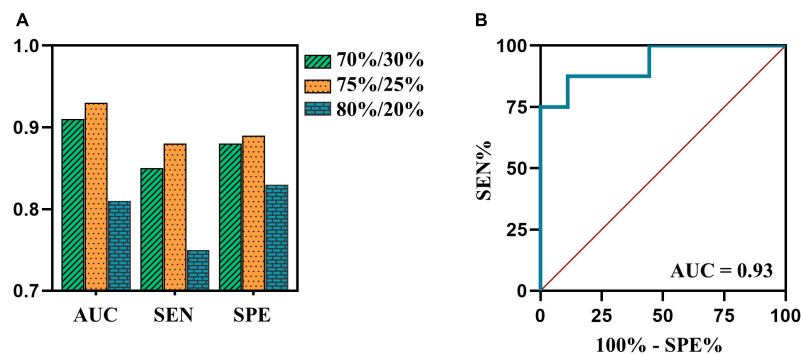 A
1.0
0.9
0.8
0.7
AUC
SEN
SPE
70%/30%
75%/25%
80%/20%
B
SEN%
100
75
50
25
0
AUC = 0.93
0
25
50
75
100
100% - SPE%